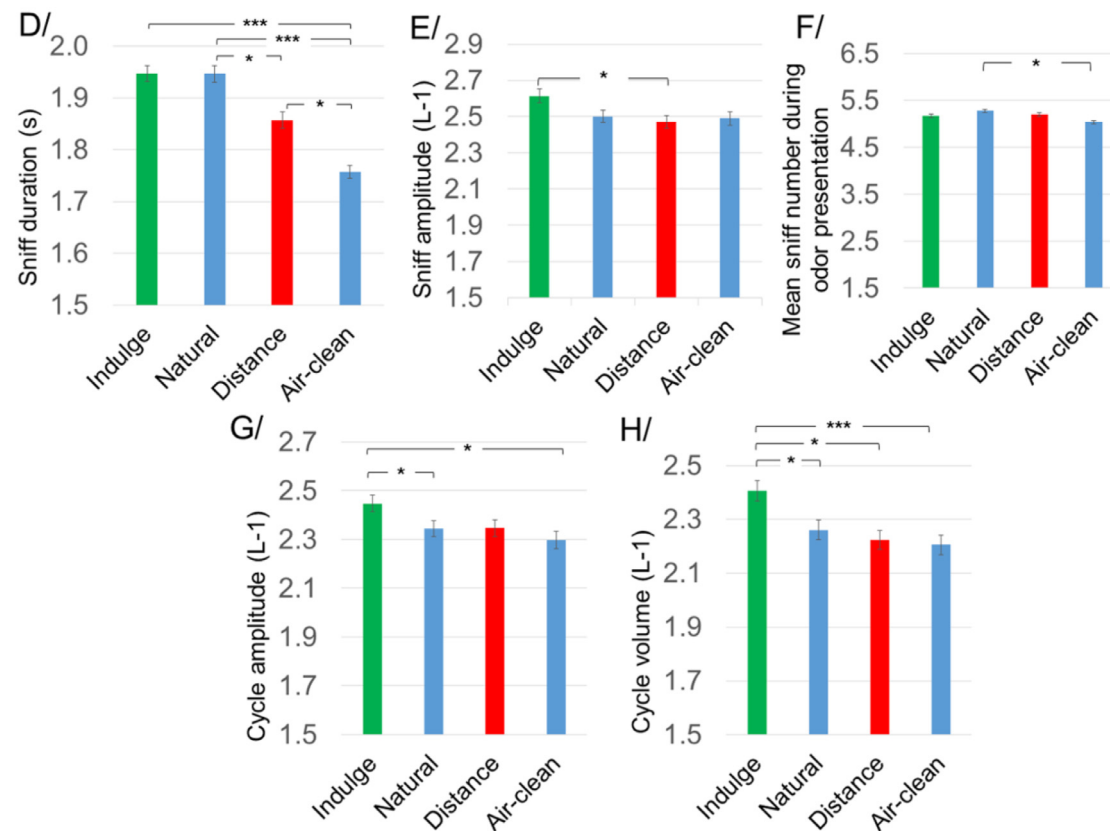 D/
***
***
*
*
Sniff duration (s)
2.0
1.9
1.8
1.7
1.6
1.5
Indulge
Natural
Distance
Air-clean
E/
*
Sniff amplitude (L-1)
2.9
2.7
2.5
2.3
2.1
1.9
1.7
1.5
Indulge
Natural
Distance
Air-clean
F/
*
Mean sniff number during
odor presentation
6.5
5.5
4.5
3.5
2.5
1.5
Indulge
Natural
Distance
Air-clean
G/
*
*
Cycle amplitude (L-1)
2.7
2.5
2.3
2.1
1.9
1.7
1.5
Indulge
Natural
Distance
Air-clean
H/
***
*
*
Cycle volume (L-1)
2.5
2.3
2.1
1.9
1.7
1.5
Indulge
Natural
Distance
Air-clean